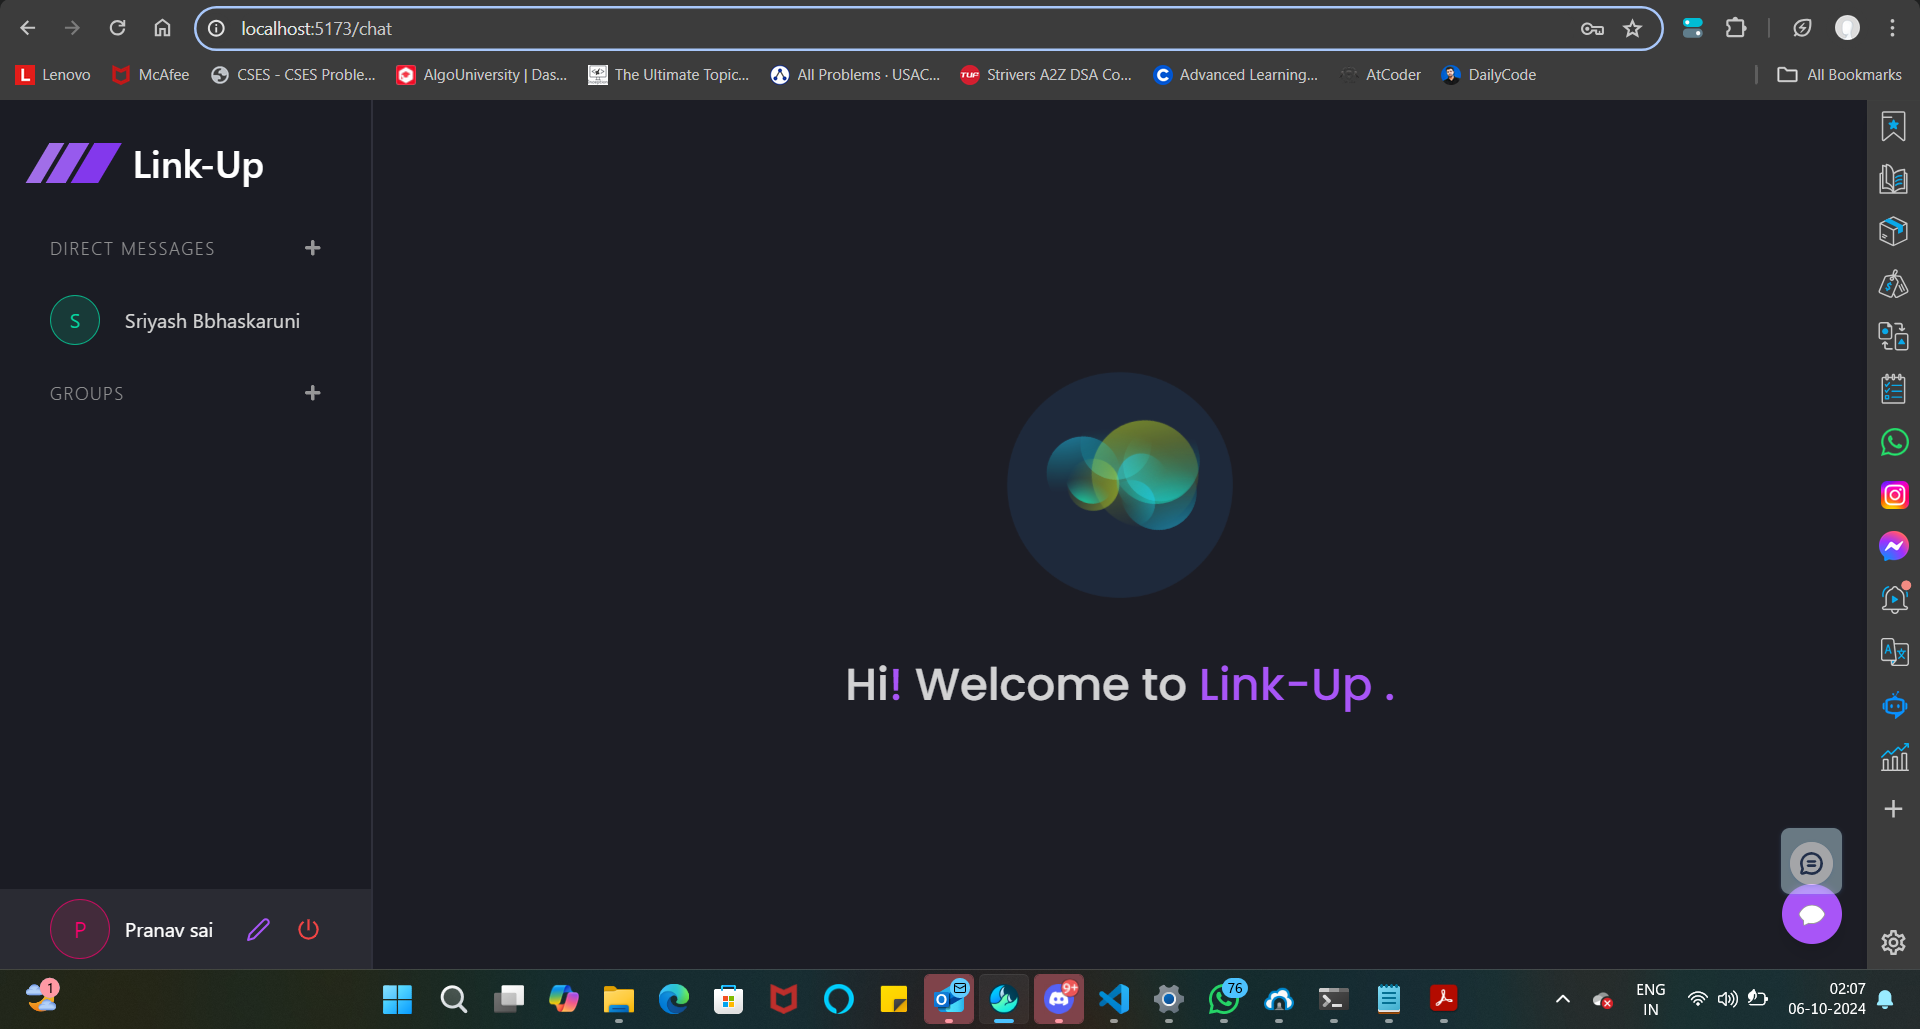 localhost:5173/chat
Lenovo
McAfee
CSES - CSES Proble...
AlgoUniversity | Das...
The Ultimate Topic...
All Problems · USAC...
TUF
Strivers A2Z DSA Co...
Advanced Learning...
AtCoder
DailyCode
All Bookmarks
Link-Up
DIRECT MESSAGES
S
Sriyash Bbhaskaruni
GROUPS
Hi! Welcome to Link-Up .
P
Pranav sai
1
9+
76
ENG
IN
02:07
06-10-2024